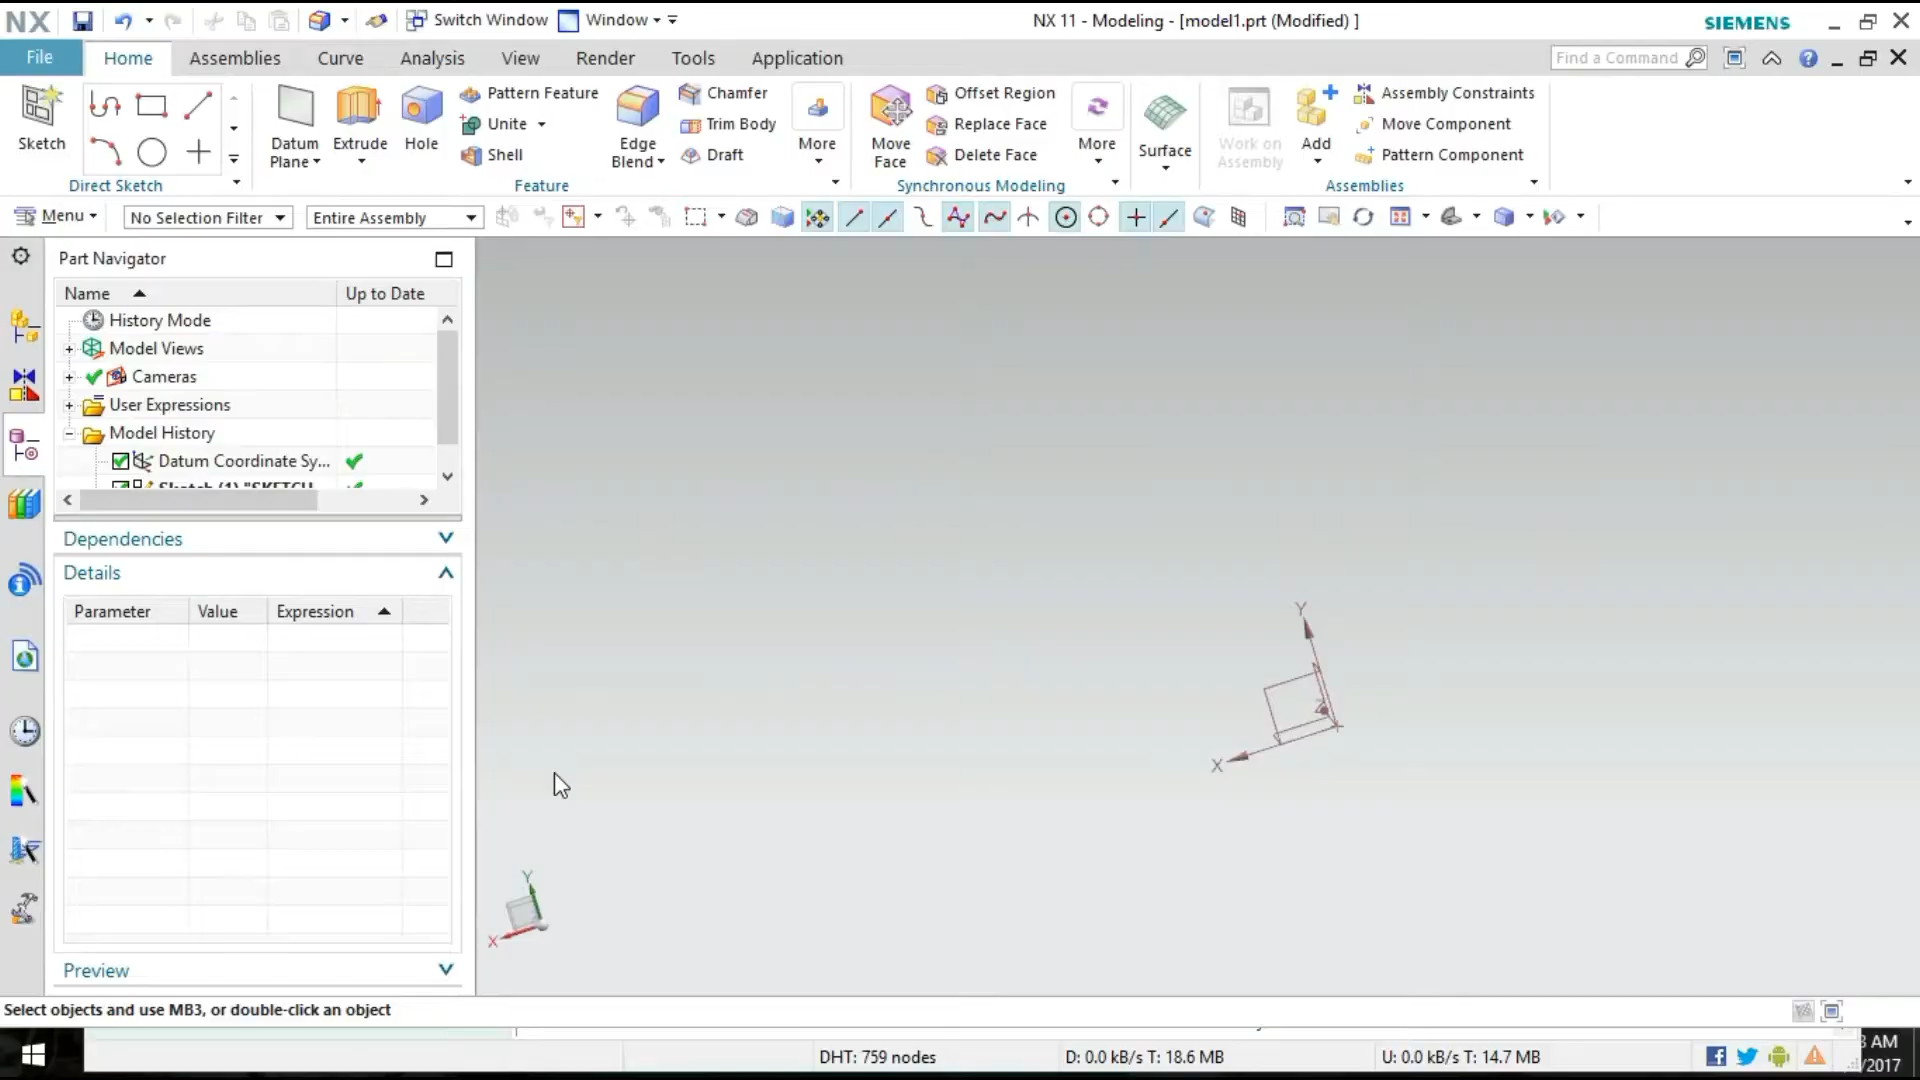 NX Switch Window Window NX 11 - Modeling - [model1.prt (Modified) ] SIEMENS
File Home Assemblies Curve Analysis View Render Tools Application Find a Command
Sketch
Direct Sketch
Datum Plane
Extrude
Hole
Pattern Feature
Unite
Shell
Edge Blend
Chamfer
Trim Body
Draft
More
Feature
Move Face
Offset Region
Replace Face
Delete Face
More
Synchronous Modeling
Surface
Work on Assembly
Add
Assembly Constraints
Move Component
Pattern Component
Assemblies
Menu No Selection Filter Entire Assembly
Part Navigator
Name Up to Date
History Mode
Model Views
Cameras
User Expressions
Model History
Datum Coordinate Sy...
Sketch (1) "SKETCH
Dependencies
Details
Parameter Value Expression
Preview
Y
X
Y
X
Select objects and use MB3, or double-click an object
DHT: 759 nodes D: 0.0 kB/s T: 18.6 MB U: 0.0 kB/s T: 14.7 MB
AM
/2017